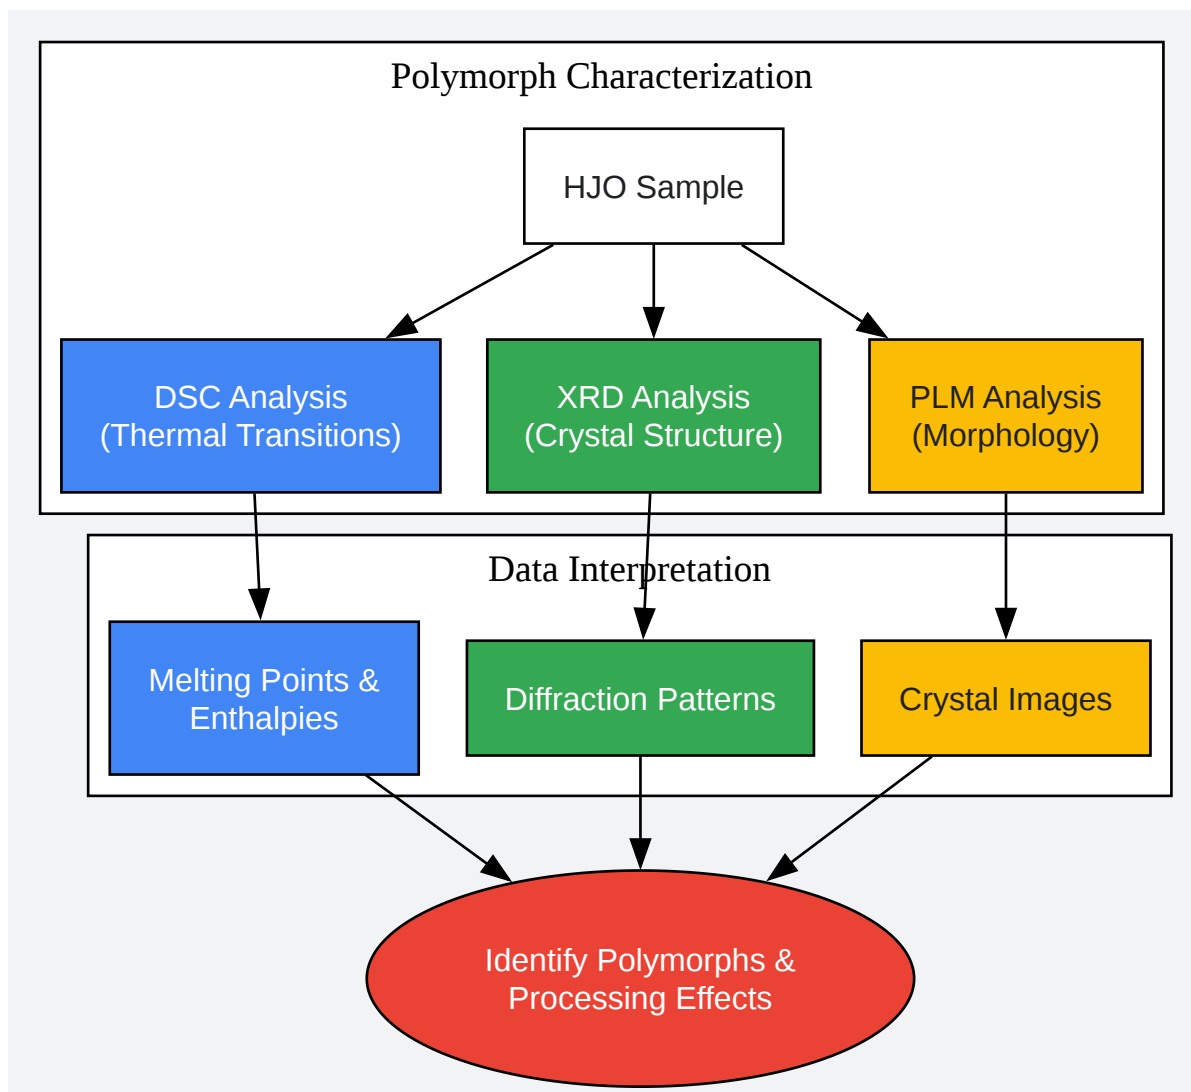 Polymorph Characterization
HJO Sample
DSC Analysis
(Thermal Transitions)
XRD Analysis
(Crystal Structure)
PLM Analysis
(Morphology)
Data Interpretation
Melting Points &
Enthalpies
Diffraction Patterns
Crystal Images
Identify Polymorphs &
Processing Effects